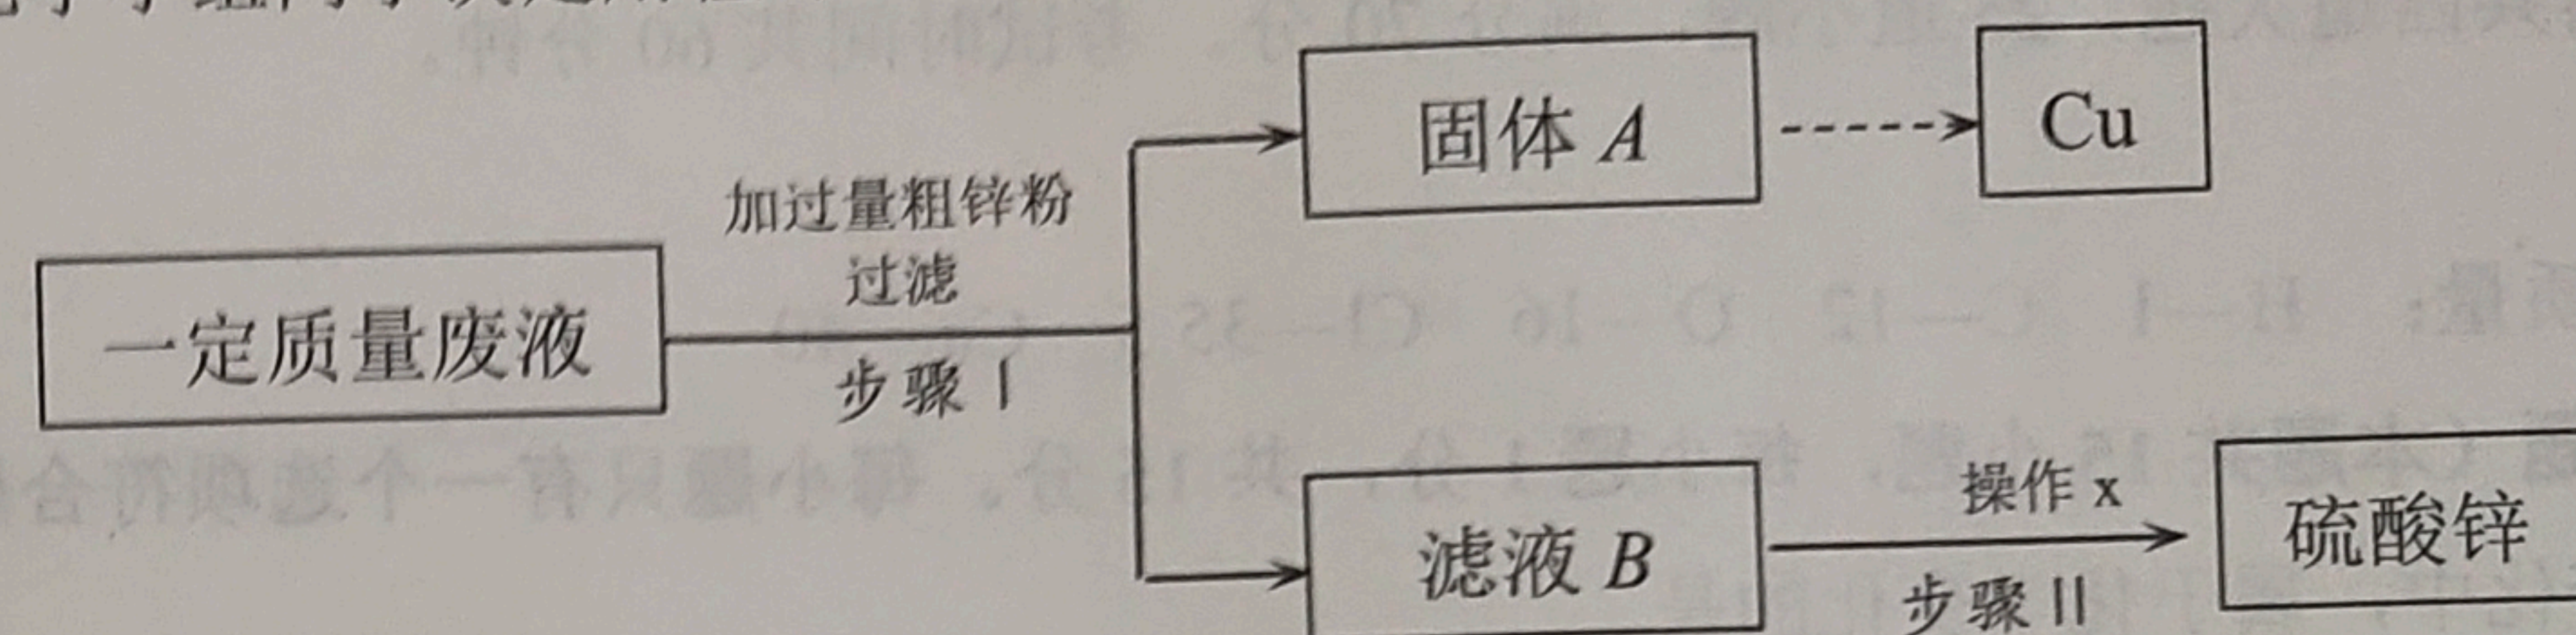 固体 A
Cu
加过量粗锌粉
过滤
一定质量废液
步骤 I
滤液 B
操作 x
步骤 II
硫酸锌